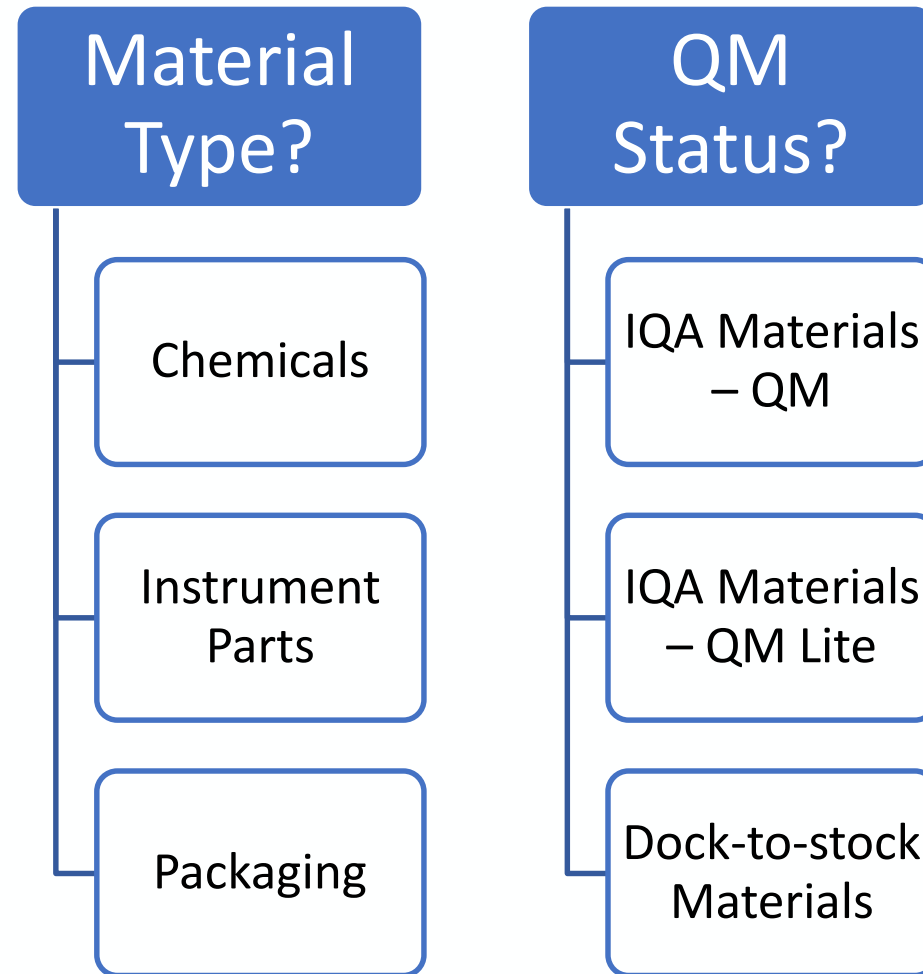 Material
Type?
Chemicals
Instrument
Parts
Packaging
QM
Status?
IQA Materials
– QM
IQA Materials
– QM Lite
Dock-to-stock
Materials